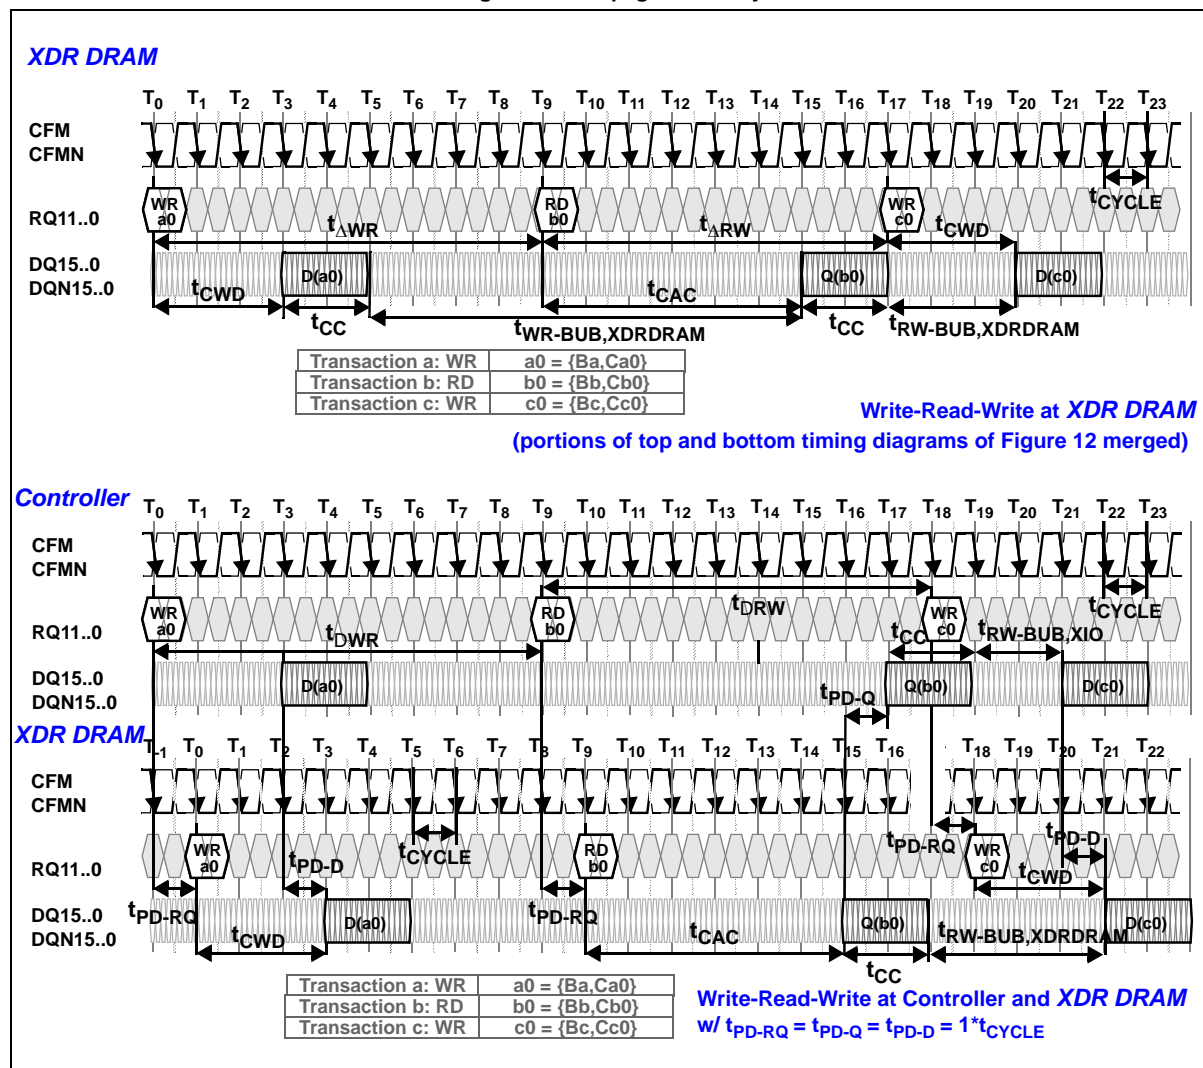 XDR DRAM
T0 T1 T2 T3 T4 T5 T6 T7 T8 T9 T10 T11 T12 T13 T14 T15 T16 T17 T18 T19 T20 T21 T22 T23
CFM
CFMN
tCYCLE
RQ11..0
WR a0
RD b0
WR c0
tΔWR
tΔRW
tCWD
DQ15..0
DQN15..0
D(a0)
Q(b0)
D(c0)
tCWD
tCAC
tCC
tWR-BUB,XDRDRAM
tCC
tRW-BUB,XDRDRAM
Transaction a: WR a0 = {Ba,Ca0}
Transaction b: RD b0 = {Bb,Cb0}
Transaction c: WR c0 = {Bc,Cc0}
Write-Read-Write at XDR DRAM
(portions of top and bottom timing diagrams of Figure 12 merged)
Controller
T0 T1 T2 T3 T4 T5 T6 T7 T8 T9 T10 T11 T12 T13 T14 T15 T16 T17 T18 T19 T20 T21 T22 T23
CFM
CFMN
RQ11..0
WR a0
RD b0
WR c0
tDRW
tCYCLE
tDWR
tCC
tRW-BUB,XIO
DQ15..0
DQN15..0
D(a0)
Q(b0)
D(c0)
tPD-Q
XDR DRAM
T-1 T0 T1 T2 T3 T4 T5 T6 T7 T8 T9 T10 T11 T12 T13 T14 T15 T16 T18 T19 T20 T21 T22
CFM
CFMN
RQ11..0
WR a0
RD b0
WR c0
tPD-D
tCYCLE
tPD-RQ
tPD-D
tCWD
DQ15..0
DQN15..0
tPD-RQ
D(a0)
tPD-RQ
Q(b0)
D(c0)
tCWD
tCAC
tCC
tRW-BUB,XDRDRAM
Transaction a: WR a0 = {Ba,Ca0}
Transaction b: RD b0 = {Bb,Cb0}
Transaction c: WR c0 = {Bc,Cc0}
Write-Read-Write at Controller and XDR DRAM
w/ tPD-RQ = tPD-Q = tPD-D = 1*tCYCLE